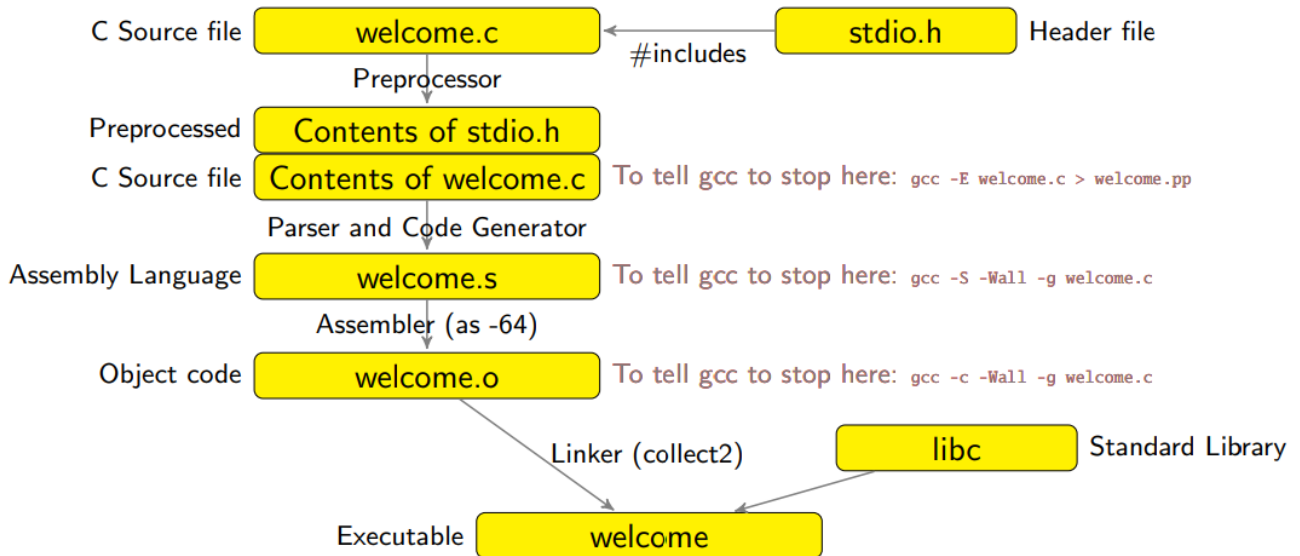 C Source file welcome.c stdio.h Header file
#includes
Preprocessor
Preprocessed Contents of stdio.h
C Source file Contents of welcome.c To tell gcc to stop here: gcc -E welcome.c > welcome.pp
Parser and Code Generator
Assembly Language welcome.s To tell gcc to stop here: gcc -S -Wall -g welcome.c
Assembler (as -64)
Object code welcome.o To tell gcc to stop here: gcc -c -Wall -g welcome.c
Linker (collect2) libc Standard Library
Executable welcome